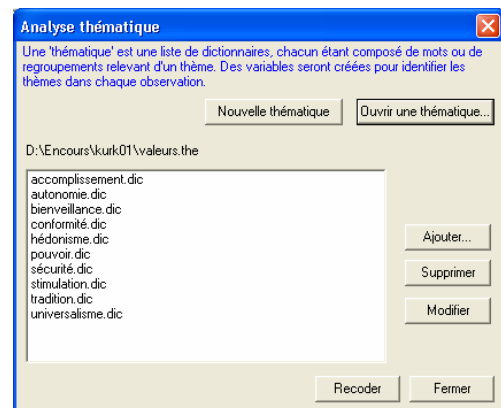 Analyse thématique
Une 'thématique' est une liste de dictionnaires, chacun étant composé de mots ou de
regroupements relevant d'un thème. Des variables seront créées pour identifier les
thèmes dans chaque observation.
Nouvelle thématique
Ouvrir une thématique...
D:\Encours\kurk01\valeurs.the
accomplissement.dic
autonomie.dic
bienveillance.dic
conformité.dic
hédonisme.dic
pouvoir.dic
sécurité.dic
stimulation.dic
tradition.dic
universalisme.dic
Ajouter...
Supprimer
Modifier
Recoder
Fermer